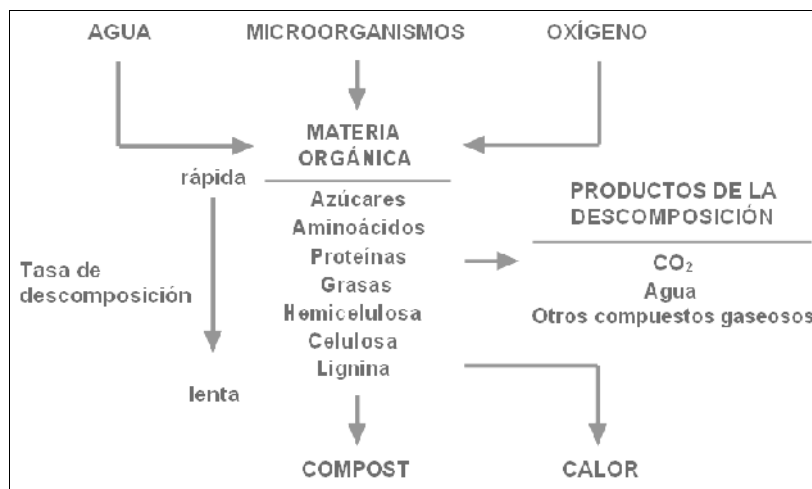 AGUA
MICROORGANISMOS
OXÍGENO
MATERIA
ORGÁNICA
rápida
Azúcares
Aminoácidos
Proteínas
Grasas
Hemicelulosa
Celulosa
Lignina
Tasa de
descomposición
lenta
PRODUCTOS DE LA
DESCOMPOSICIÓN
CO₂
Agua
Otros compuestos gaseosos
COMPOST
CALOR